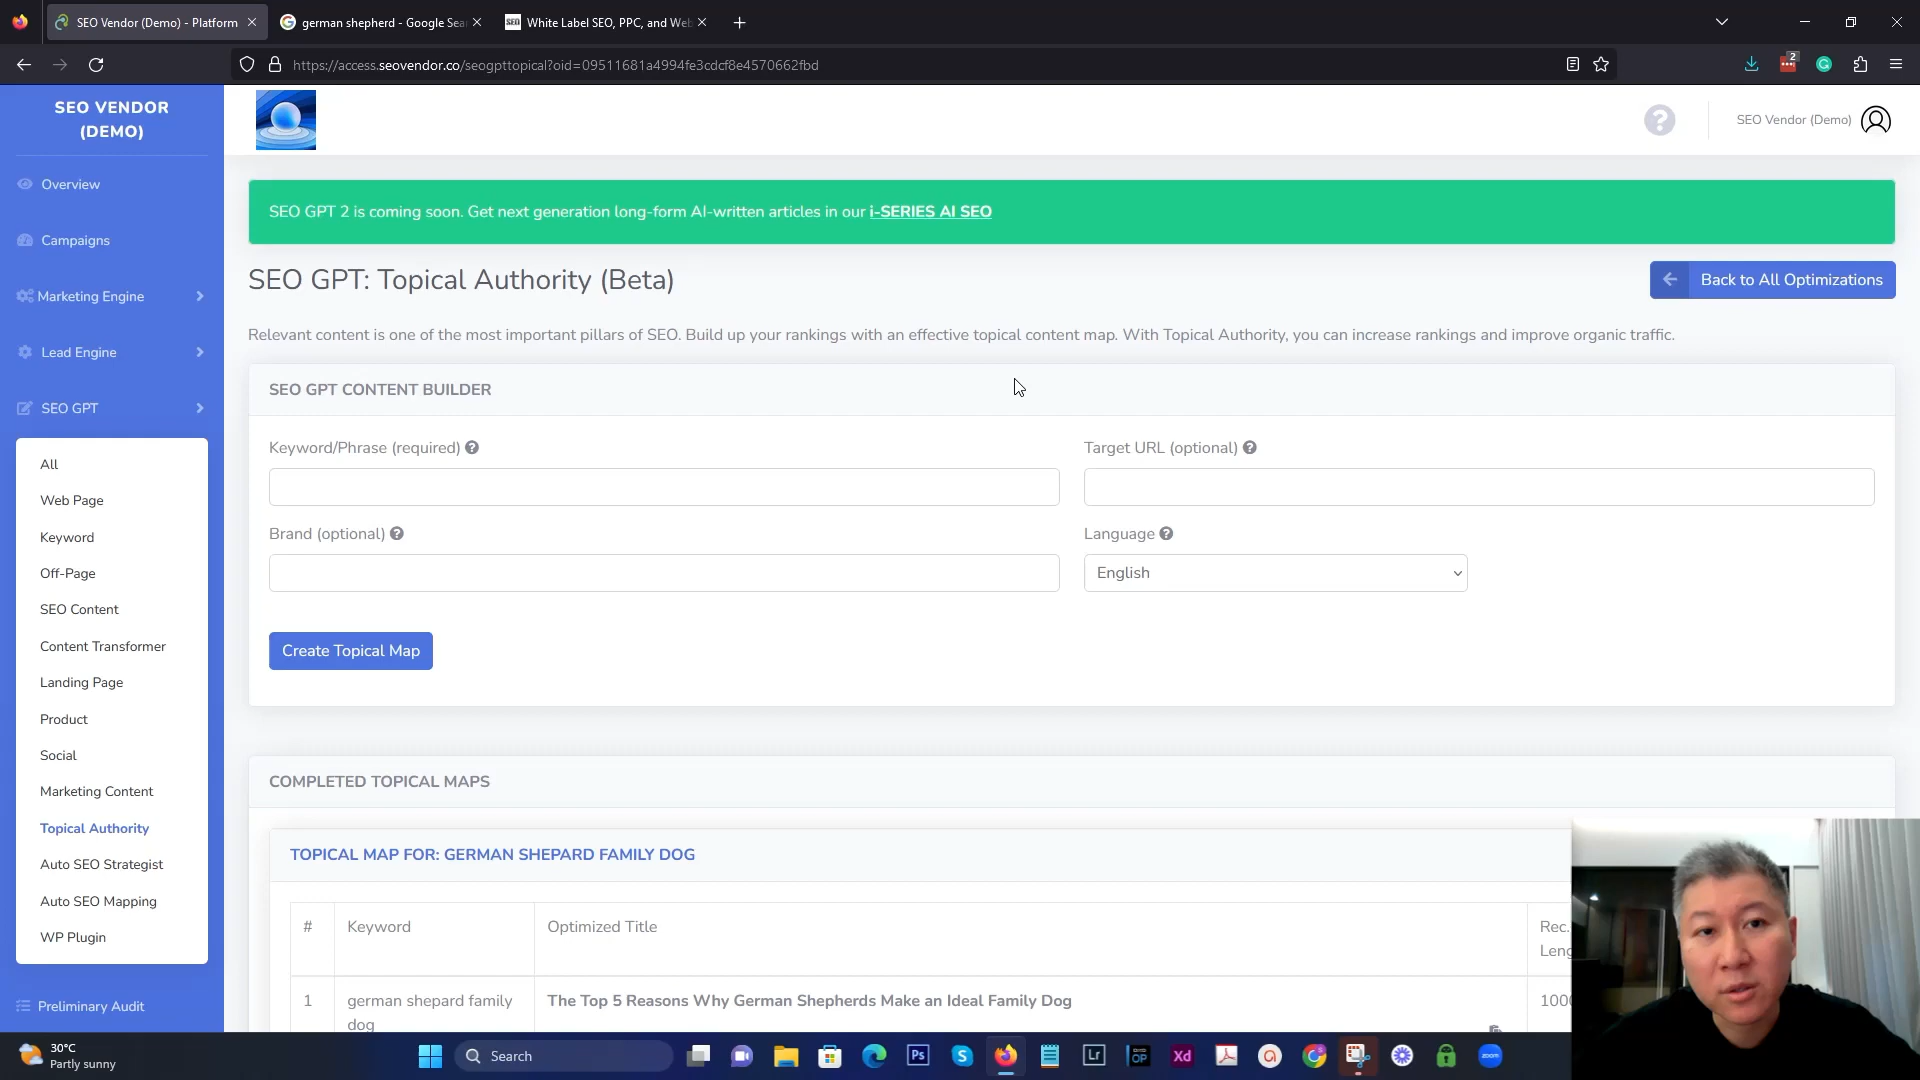 SEO Vendor (Demo) - Platform
german shepherd - Google Sea
White Label SEO, PPC, and Web
https://access.seovendor.co/seogpttopical?oid=09511681a4994fe3cdcf8e4570662fbd
2
SEO VENDOR
(DEMO)
SEO Vendor (Demo)
Overview
Campaigns
Marketing Engine
Lead Engine
SEO GPT
All
Web Page
Keyword
Off-Page
SEO Content
Content Transformer
Landing Page
Product
Social
Marketing Content
Topical Authority
Auto SEO Strategist
Auto SEO Mapping
WP Plugin
Preliminary Audit
SEO GPT 2 is coming soon. Get next generation long-form AI-written articles in our i-SERIES AI SEO
SEO GPT: Topical Authority (Beta)
Back to All Optimizations
Relevant content is one of the most important pillars of SEO. Build up your rankings with an effective topical content map. With Topical Authority, you can increase rankings and improve organic traffic.
SEO GPT CONTENT BUILDER
Keyword/Phrase (required)
Target URL (optional)
Brand (optional)
Language
English
Create Topical Map
COMPLETED TOPICAL MAPS
TOPICAL MAP FOR: GERMAN SHEPARD FAMILY DOG
# Keyword Optimized Title Rec.
Leng
1 german shepard family The Top 5 Reasons Why German Shepherds Make an Ideal Family Dog 1000
dog
30°C
Partly sunny
Search
Ps
Lr
OP
Xd
zoom